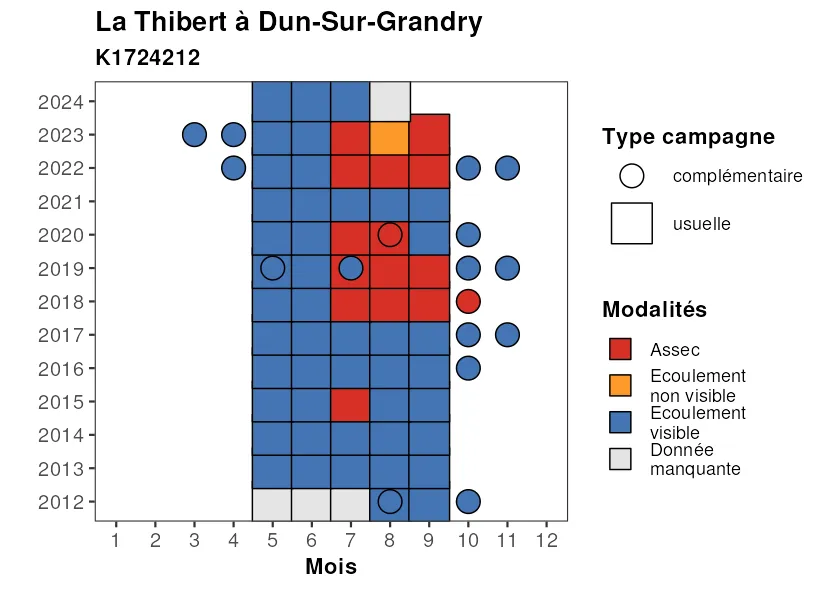 La Thibert à Dun-Sur-Grandry
K1724212
2024
2023
2022
2021
2020
2019
2018
2017
2016
2015
2014
2013
2012
1 2 3 4 5 6 7 8 9 10 11 12
Mois
Type campagne
complémentaire
usuelle
Modalités
Assec
Ecoulement
non visible
Ecoulement
visible
Donnée
manquante